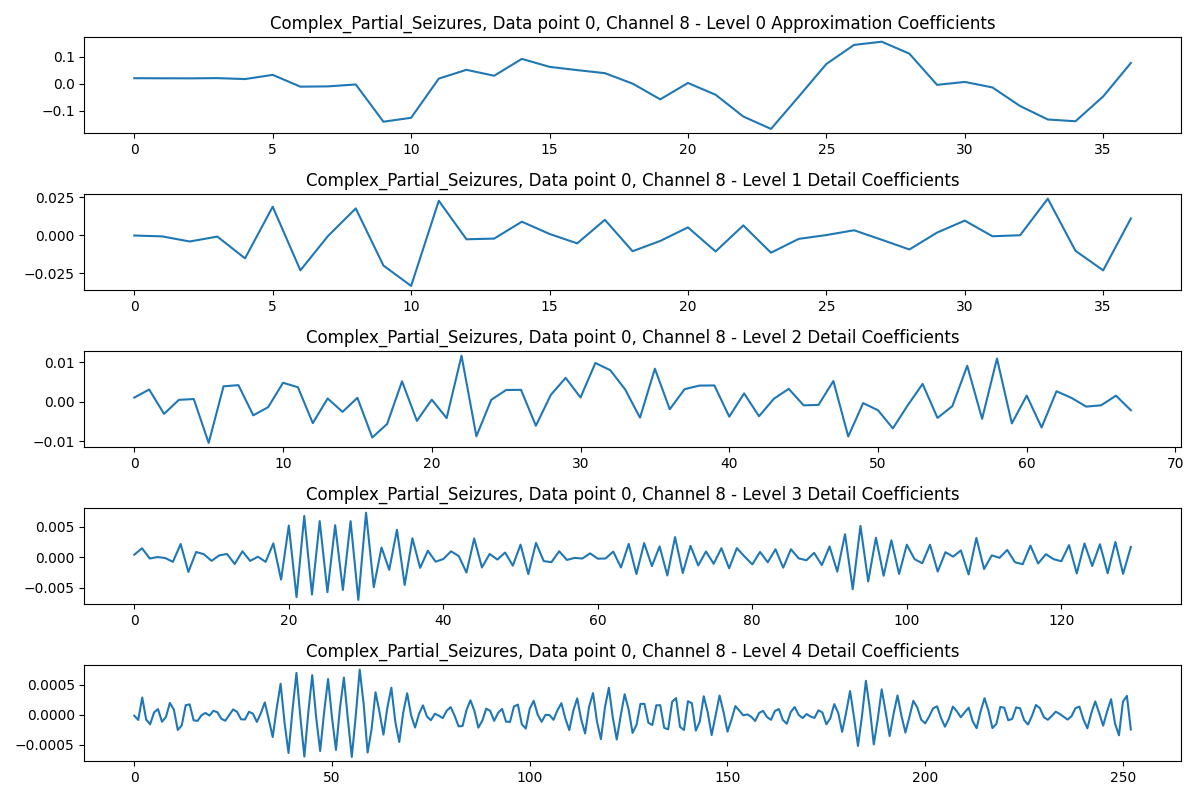 Complex_Partial_Seizures, Data point 0, Channel 8 - Level 0 Approximation Coefficients
0.1
0.0
−0.1
0 5 10 15 20 25 30 35
Complex_Partial_Seizures, Data point 0, Channel 8 - Level 1 Detail Coefficients
0.025
0.000
−0.025
0 5 10 15 20 25 30 35
Complex_Partial_Seizures, Data point 0, Channel 8 - Level 2 Detail Coefficients
0.01
0.00
−0.01
0 10 20 30 40 50 60 70
Complex_Partial_Seizures, Data point 0, Channel 8 - Level 3 Detail Coefficients
0.005
0.000
−0.005
0 20 40 60 80 100 120
Complex_Partial_Seizures, Data point 0, Channel 8 - Level 4 Detail Coefficients
0.0005
0.0000
−0.0005
0 50 100 150 200 250